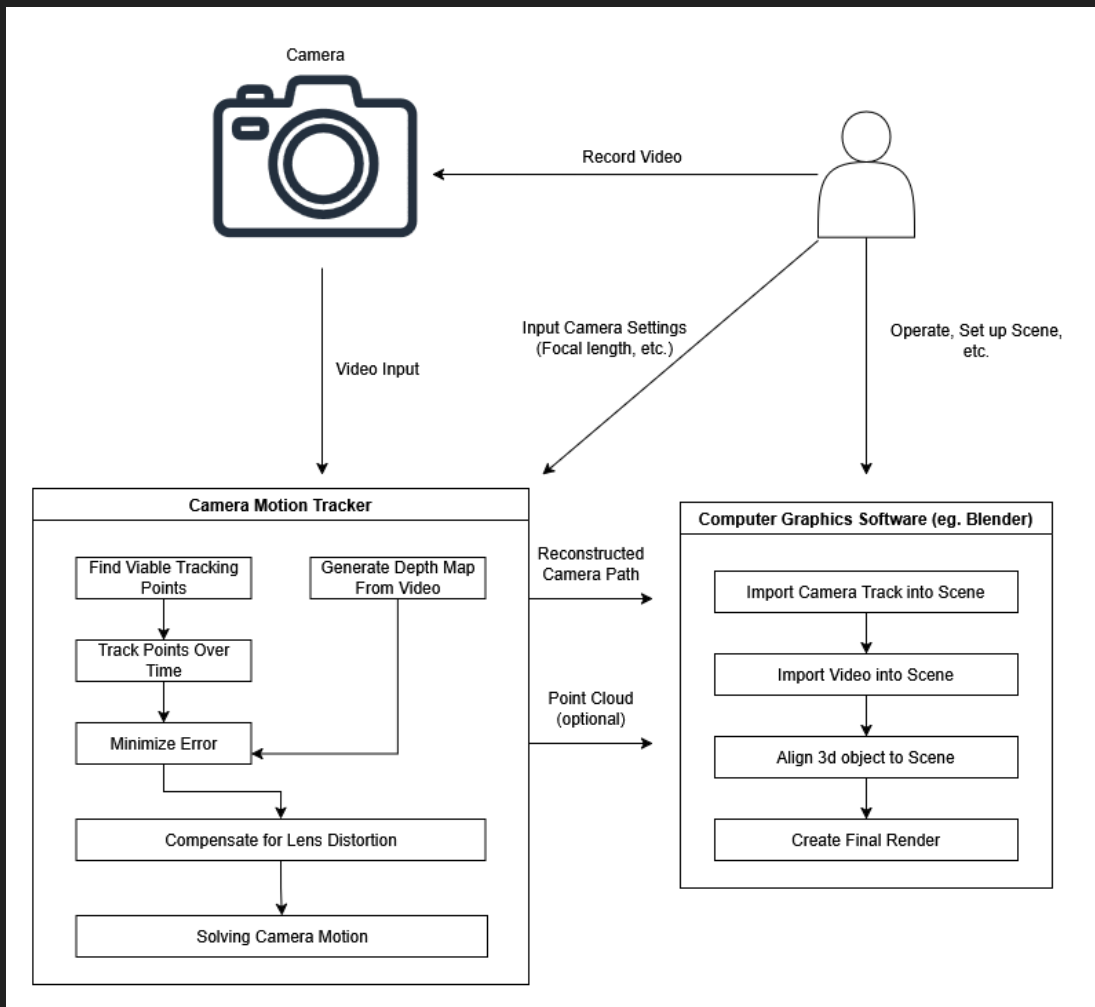 Camera
Record Video
Input Camera Settings
(Focal length, etc.)
Operate, Set up Scene,
etc.
Video Input
Camera Motion Tracker
Find Viable Tracking
Points
Generate Depth Map
From Video
Track Points Over
Time
Minimize Error
Compensate for Lens Distortion
Solving Camera Motion
Reconstructed
Camera Path
Point Cloud
(optional)
Computer Graphics Software (eg. Blender)
Import Camera Track into Scene
Import Video into Scene
Align 3d object to Scene
Create Final Render